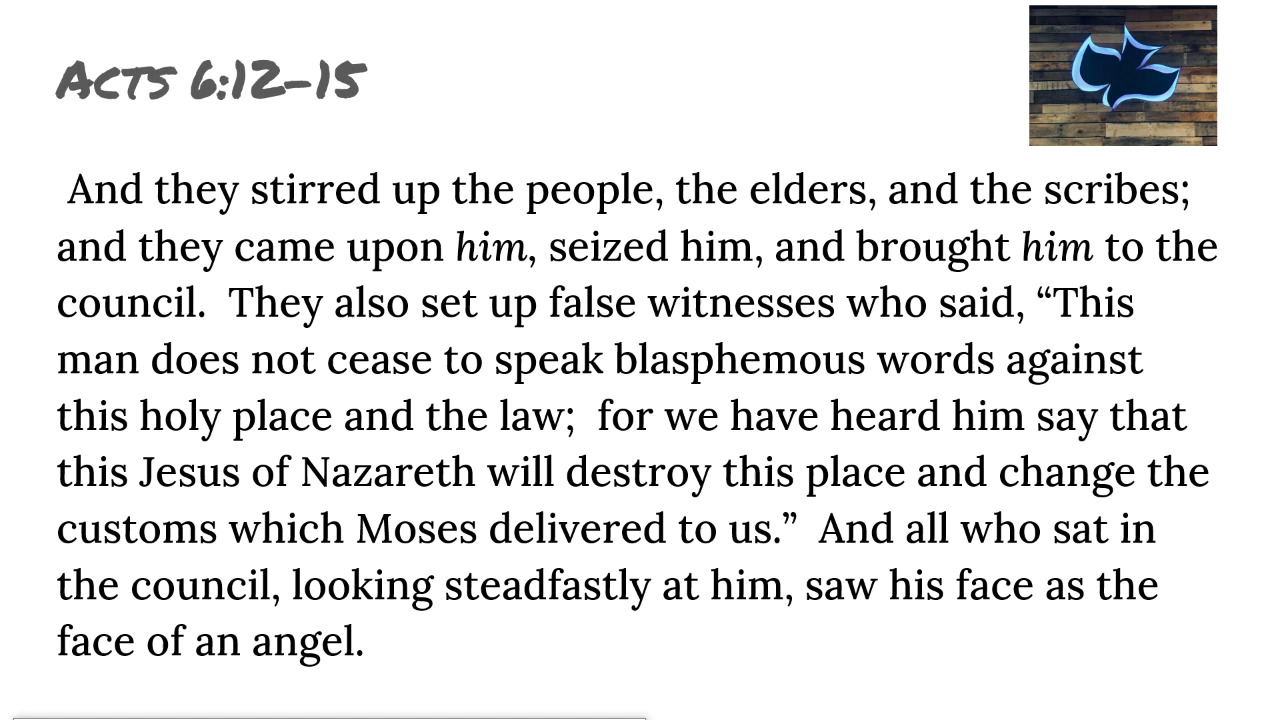 Acts 6:12-15
And they stirred up the people, the elders, and the scribes;
and they came upon him, seized him, and brought him to the
council.  They also set up false witnesses who said, “This
man does not cease to speak blasphemous words against
this holy place and the law;  for we have heard him say that
this Jesus of Nazareth will destroy this place and change the
customs which Moses delivered to us.”  And all who sat in
the council, looking steadfastly at him, saw his face as the
face of an angel.